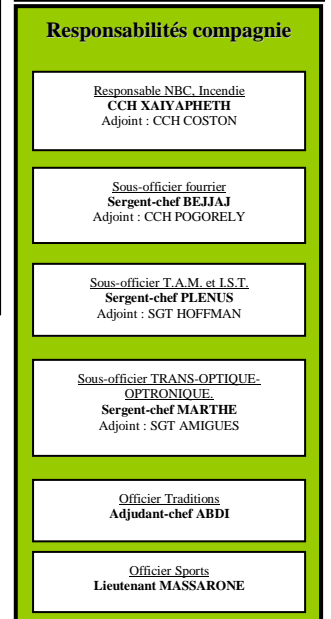 Responsabilités compagnie
Responsable NBC, Incendie
CCH XAIYAPHETH
Adjoint : CCH COSTON
Sous-officier fourrier
Sergent-chef BEJJAJ
Adjoint : CCH POGORELY
Sous-officier T.A.M. et I.S.T.
Sergent-chef PLENUS
Adjoint : SGT HOFFMAN
Sous-officier TRANS-OPTIQUE-
OPTRONIQUE.
Sergent-chef MARTHE
Adjoint : SGT AMIGUES
Officier Traditions
Adjudant-chef ABDI
Officier Sports
Lieutenant MASSARONE